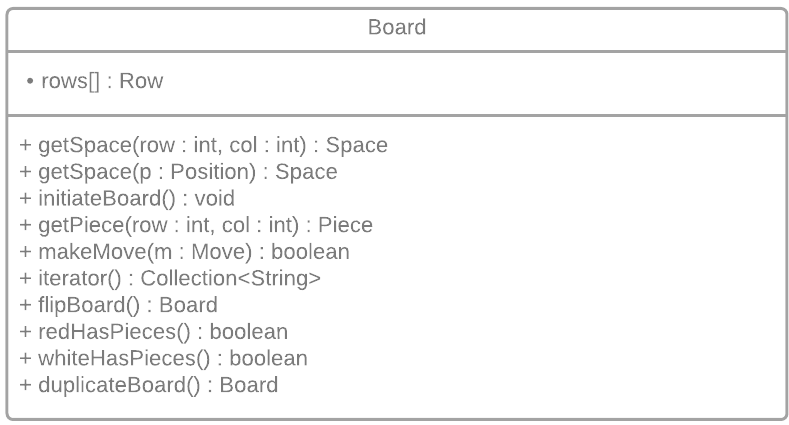 Board
• rows[] : Row
+ getSpace(row : int, col : int) : Space
+ getSpace(p : Position) : Space
+ initiateBoard() : void
+ getPiece(row : int, col : int) : Piece
+ makeMove(m : Move) : boolean
+ iterator() : Collection<String>
+ flipBoard() : Board
+ redHasPieces() : boolean
+ whiteHasPieces() : boolean
+ duplicateBoard() : Board